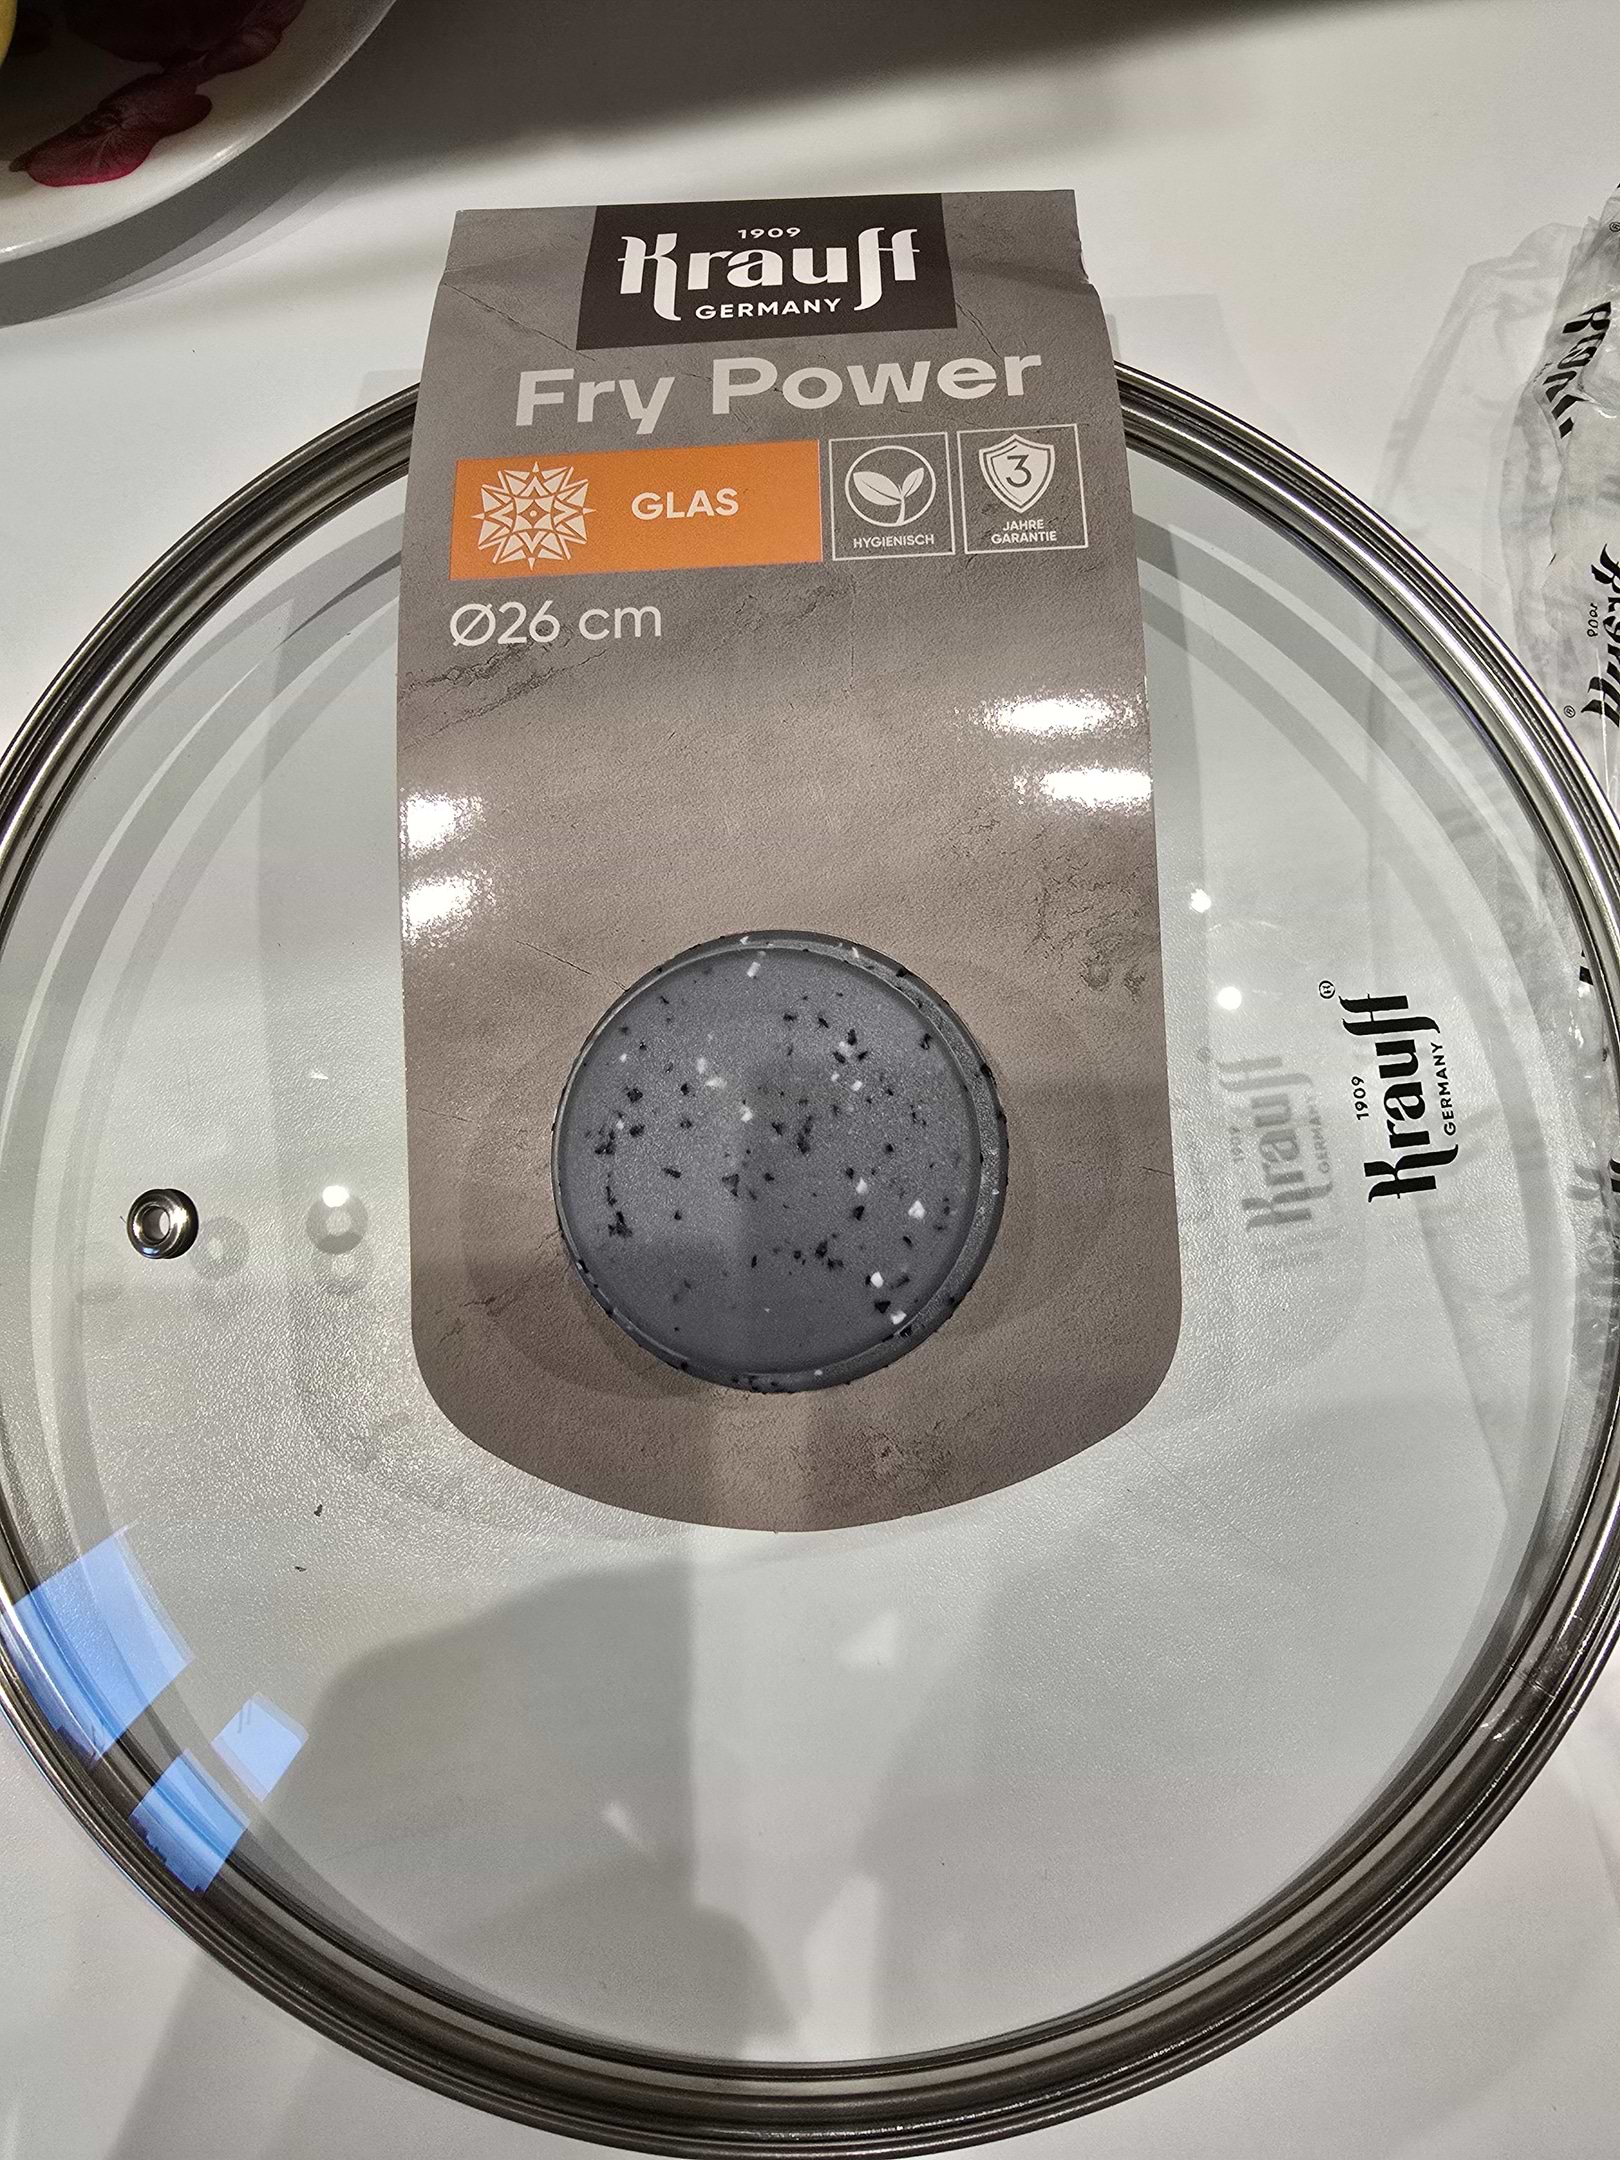 1909
Krauff
GERMANY
Fry Power
GLAS
HYGIENISCH
3
JAHRE
GARANTIE
Ø26 cm
1909
Krauff®
GERMANY